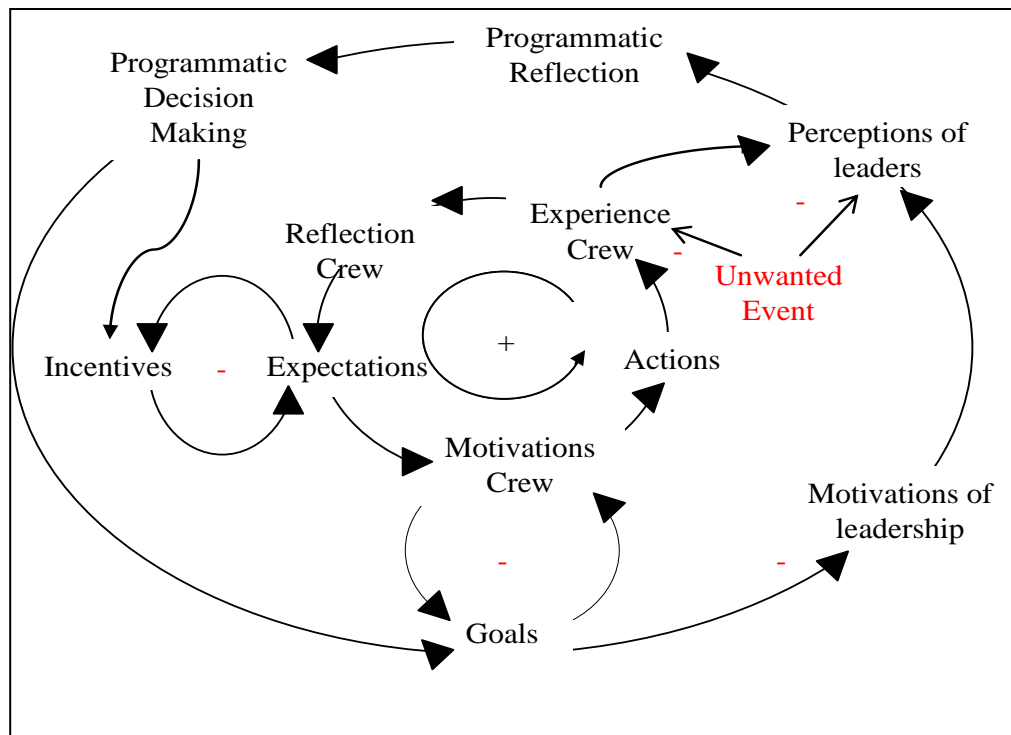 Programmatic
Reflection
Programmatic
Decision
Making
Perceptions of
leaders
-
Experience
Crew
-
Reflection
Crew
Unwanted
Event
+
Incentives
-
Expectations
Actions
Motivations
Crew
Motivations of
leadership
-
-
Goals